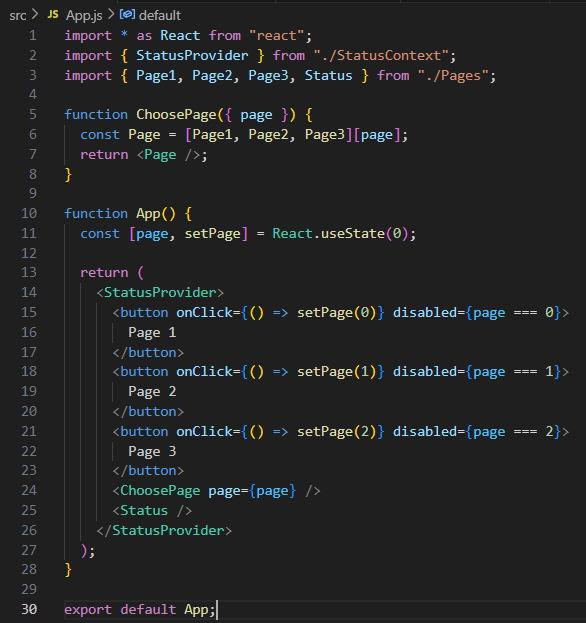 src > JS App.js > default
1 import * as React from "react";
2 import { StatusProvider } from "./StatusContext";
3 import { Page1, Page2, Page3, Status } from "./Pages";
4
5 function ChoosePage({ page }) {
6   const Page = [Page1, Page2, Page3][page];
7   return <Page />;
8 }
9
10 function App() {
11   const [page, setPage] = React.useState(0);
12
13   return (
14     <StatusProvider>
15       <button onClick={() => setPage(0)} disabled={page === 0}>
16         Page 1
17       </button>
18       <button onClick={() => setPage(1)} disabled={page === 1}>
19         Page 2
20       </button>
21       <button onClick={() => setPage(2)} disabled={page === 2}>
22         Page 3
23       </button>
24       <ChoosePage page={page} />
25       <Status />
26     </StatusProvider>
27   );
28 }
29
30 export default App;